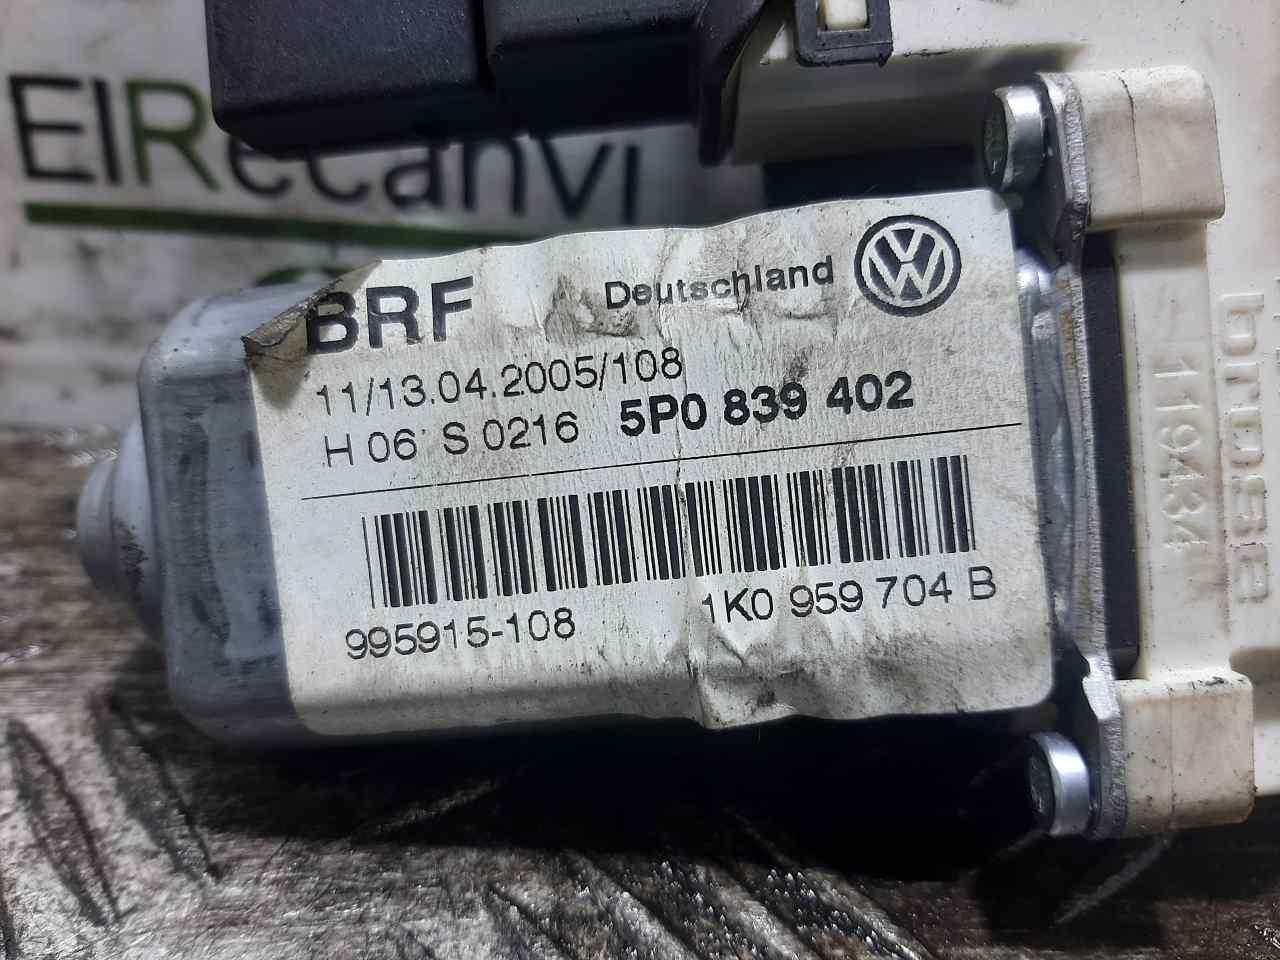 ElRecanvi
BRF Deutschland
11/13.04.2005/108
H 06 S 0216 5P0 839 402
995915-108 1K0 959 704 B
119434
brose